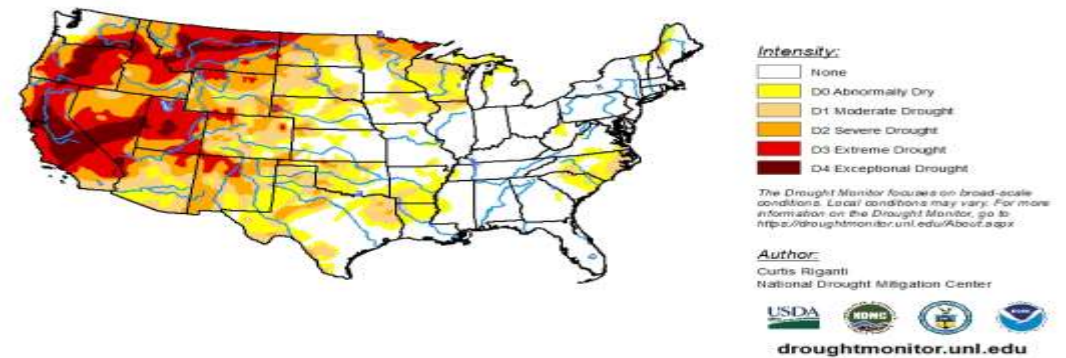 Intensity:
None
D0 Abnormally Dry
D1 Moderate Drought
D2 Severe Drought
D3 Extreme Drought
D4 Exceptional Drought
The Drought Monitor focuses on broad-scale
conditions. Local conditions may vary. For more
information on the Drought Monitor, go to
https://droughtmonitor.unl.edu/About.aspx
Author:
Curtis Riganti
National Drought Mitigation Center
USDA
NDMC
droughtmonitor.unl.edu